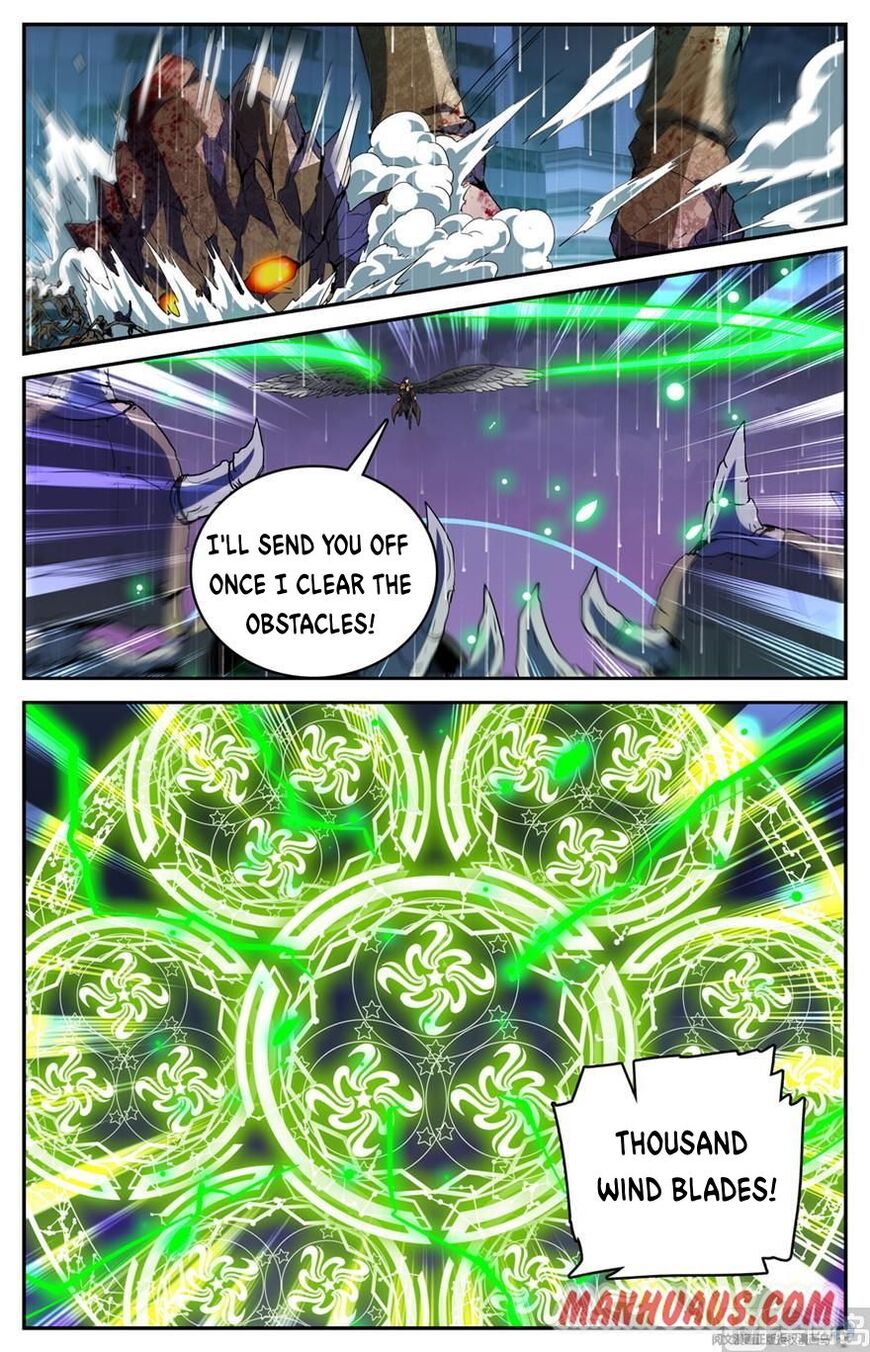 I'LL SEND YOU OFF
ONCE I CLEAR THE
OBSTACLES!
THOUSAND
WIND BLADES!
MANHUAUS.COM